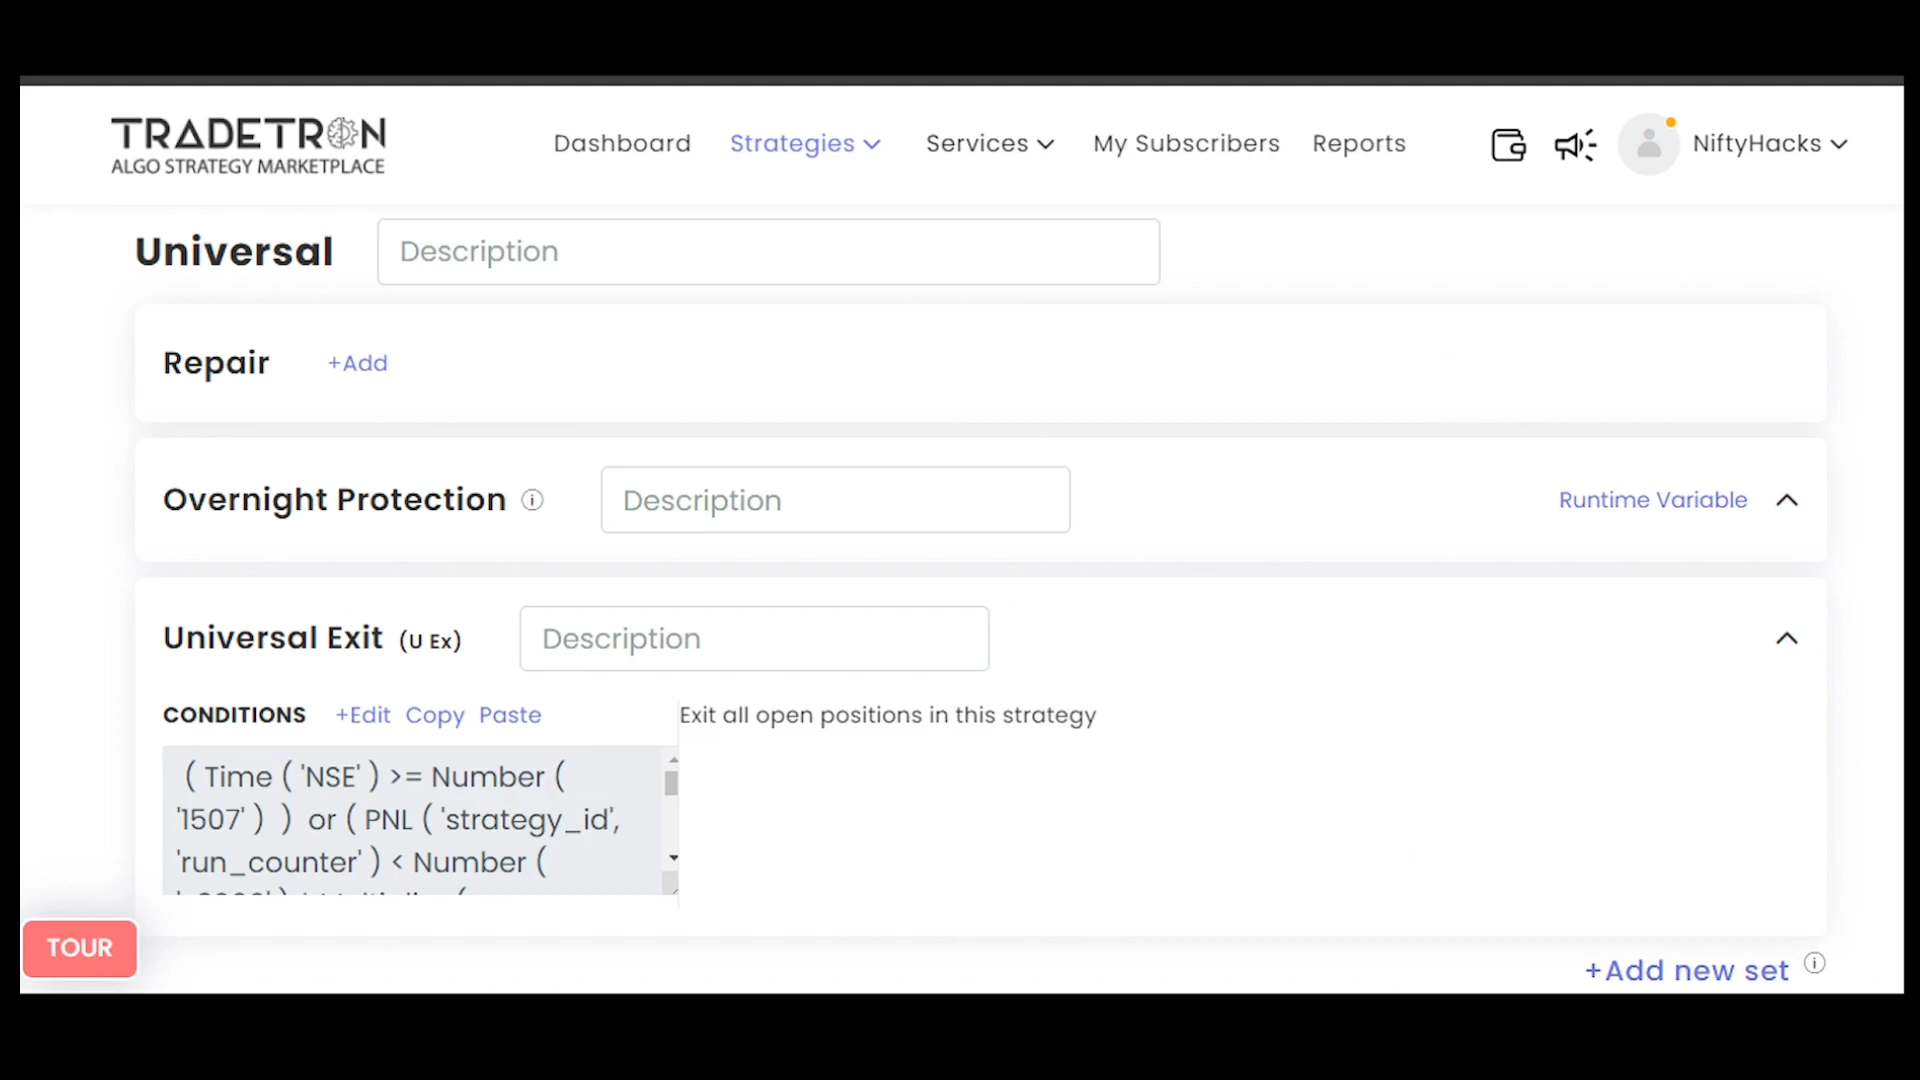 TRADETRON
ALGO STRATEGY MARKETPLACE
Dashboard Strategies Services My Subscribers Reports NiftyHacks
Universal Description
Repair +Add
Overnight Protection Description Runtime Variable
Universal Exit (U Ex) Description
CONDITIONS +Edit Copy Paste Exit all open positions in this strategy
( Time ( 'NSE' ) >= Number (
'1507' ) ) or ( PNL ( 'strategy_id',
'run_counter' ) < Number (
TOUR
+Add new set